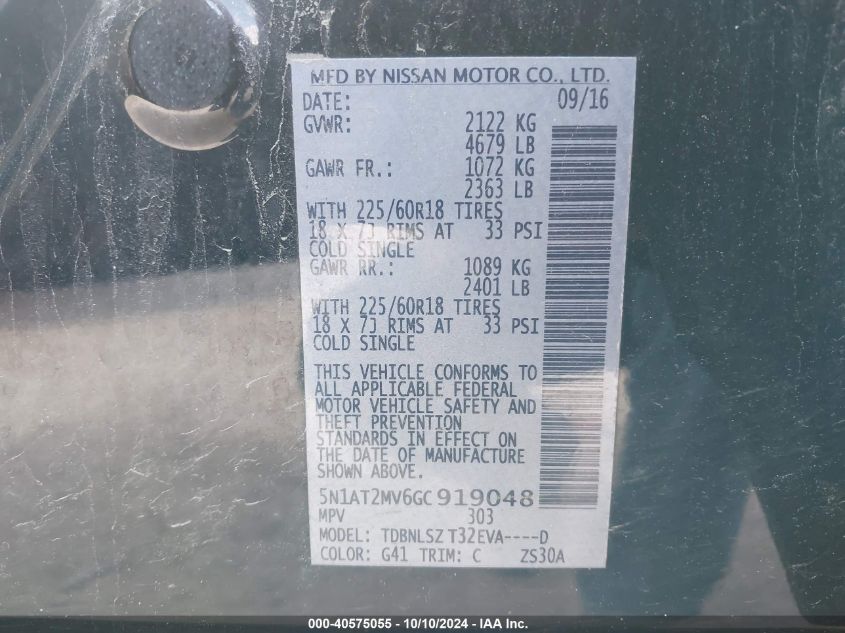 MFD BY NISSAN MOTOR CO., LTD.
DATE: 09/16
GVWR: 2122 KG
4679 LB
GAWR FR.: 1072 KG
2363 LB
WITH 225/60R18 TIRES
18 X 7J RIMS AT 33 PSI
COLD SINGLE
GAWR RR.: 1089 KG
2401 LB
WITH 225/60R18 TIRES
18 X 7J RIMS AT 33 PSI
COLD SINGLE
THIS VEHICLE CONFORMS TO
ALL APPLICABLE FEDERAL
MOTOR VEHICLE SAFETY AND
THEFT PREVENTION
STANDARDS IN EFFECT ON
THE DATE OF MANUFACTURE
SHOWN ABOVE.
5N1AT2MV6GC919048
MPV 303
MODEL: TDBNLSZ T32EVA----D
COLOR: G41 TRIM: C ZS30A
000-40575055 - 10/10/2024 - IAA Inc.